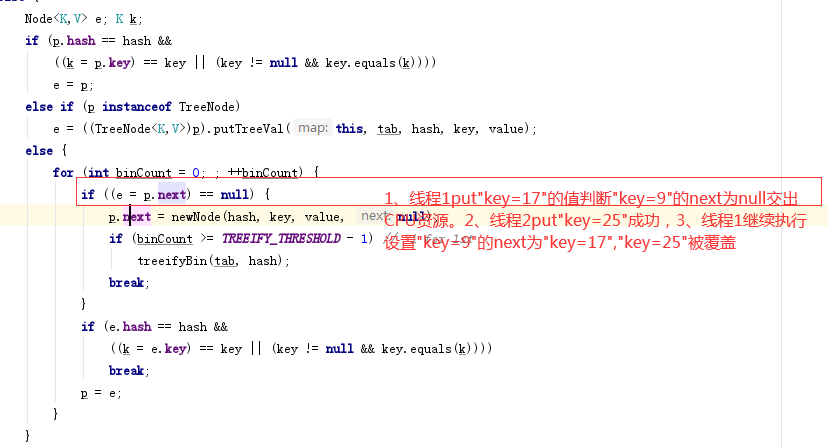 Node<K,V> e; K k;
if (p.hash == hash &&
((k = p.key) == key || (key != null && key.equals(k))))
e = p;
else if (p instanceof TreeNode)
e = ((TreeNode<K,V>)p).putTreeVal( map: this, tab, hash, key, value);
else {
for (int binCount = 0; ; ++binCount) {
if ((e = p.next) == null) {
p.next = newNode(hash, key, value, next: null
if (binCount >= TREEIFY_THRESHOLD - 1) //
treeifyBin(tab, hash);
break;
}
if (e.hash == hash &&
((k = e.key) == key || (key != null && key.equals(k))))
break;
p = e;
}
}
1、线程1put"key=17"的值判断"key=9"的next为null交出
CPU资源。2、线程2put"key=25"成功，3、线程1继续执行
设置"key=9"的next为"key=17","key=25"被覆盖